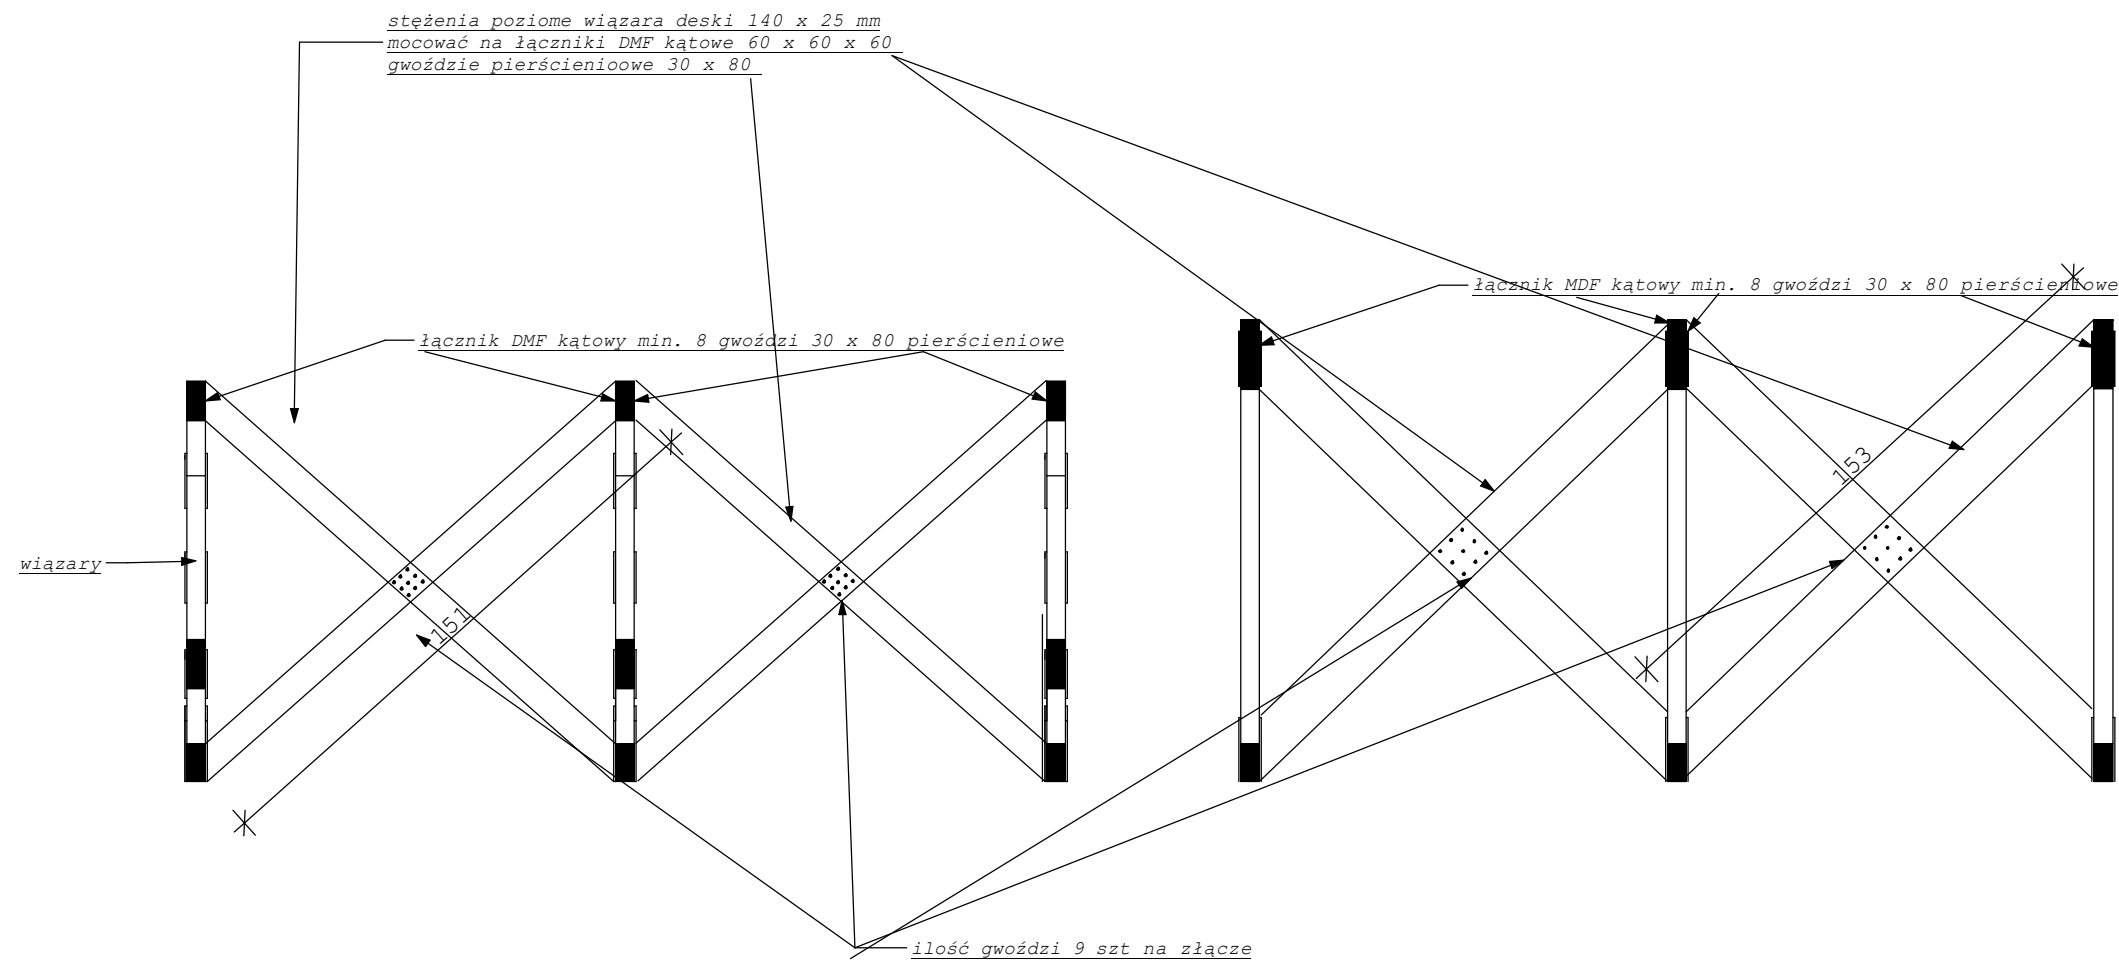 stężenia poziome wiązara deski 140 x 25 mm
mocować na łączniki DMF kątowe 60 x 60 x 60
gwoździe pierścienioowe 30 x 80
łącznik MDF kątowy min. 8 gwoździ 30 x 80 pierścieniowe
łącznik DMF kątowy min. 8 gwoździ 30 x 80 pierścieniowe
153
wiązary
151
ilość gwoździ 9 szt na złącze